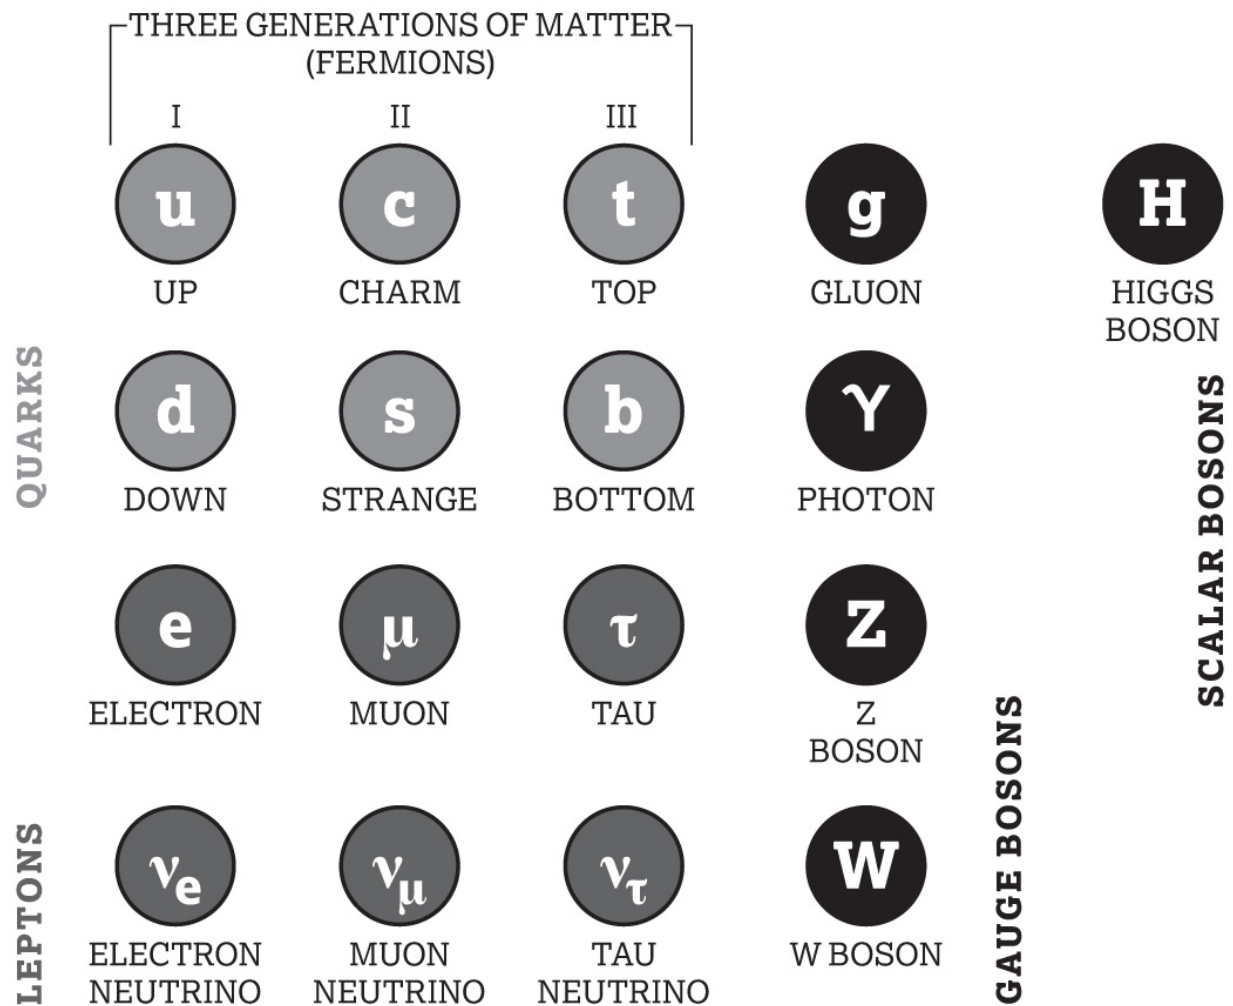 THREE GENERATIONS OF MATTER
(FERMIONS)
I II III
u c t g H
UP CHARM TOP GLUON HIGGS
BOSON
QUARKS
d s b γ
DOWN STRANGE BOTTOM PHOTON
SCALAR BOSONS
e μ τ Z
ELECTRON MUON TAU Z
BOSON
LEPTONS
νe νμ ντ W
ELECTRON MUON TAU W BOSON
NEUTRINO NEUTRINO NEUTRINO
GAUGE BOSONS